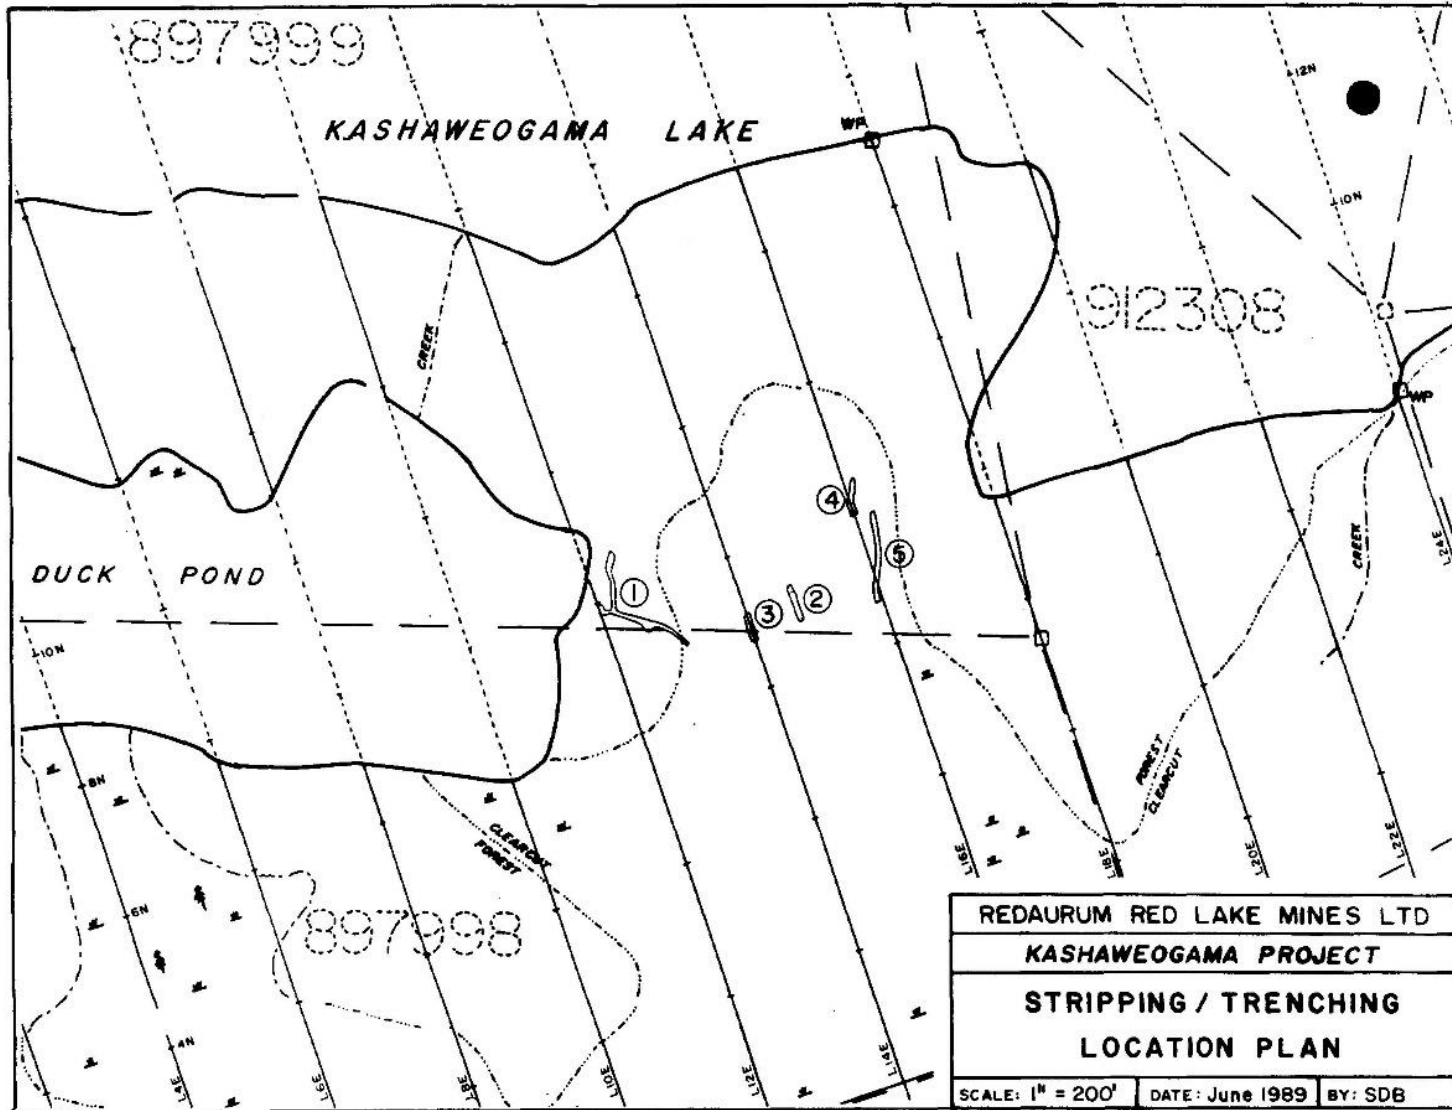 897999
KASHAWEOGAMA LAKE
WP
12N
10N
912308
CREEK
WP
L24E
CREEK
4
5
DUCK POND
1
2
3
10N
FOREST
CLEARCUT
8N
CLEARCUT
FOREST
L16E
L18E
L20E
L22E
6N
897998
4N
L4E
L6E
L8E
L10E
L12E
L14E
REDAURUM RED LAKE MINES LTD
KASHAWEOGAMA PROJECT
STRIPPING / TRENCHING
LOCATION PLAN
SCALE: 1" = 200' DATE: June 1989 BY: SDB